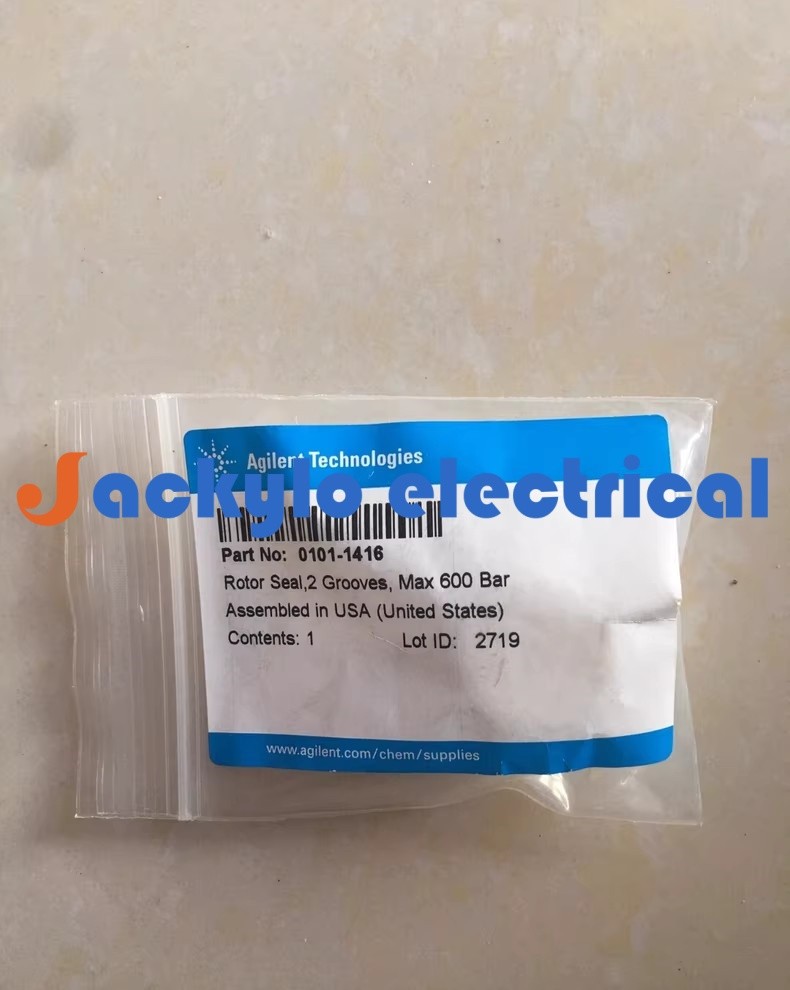 Agilent Technologies
Jackylo electrical
Part No: 0101-1416
Rotor Seal,2 Grooves, Max 600 Bar
Assembled in USA (United States)
Contents: 1 Lot ID: 2719
www.agilent.com/chem/supplies